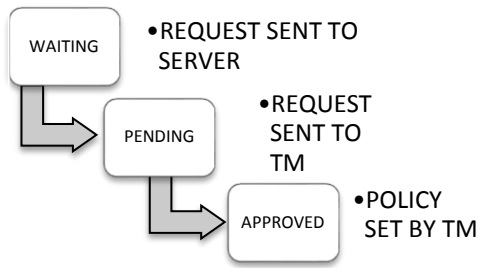 WAITING
•REQUEST SENT TO
SERVER
PENDING
•REQUEST
SENT TO
TM
APPROVED
•POLICY
SET BY TM